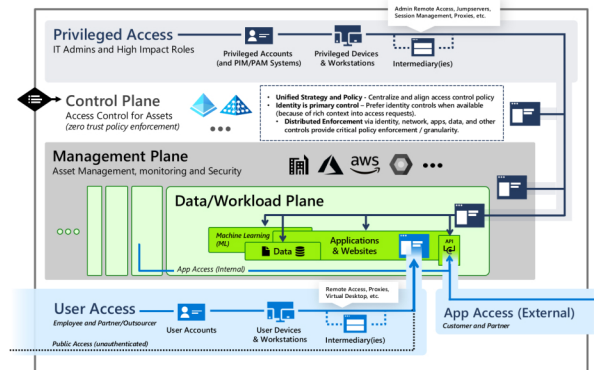 Admin Remote Access, Jumpservers,
Session Management, Proxies, etc.
Privileged Access
IT Admins and High Impact Roles
Privileged Accounts
(and PIM/PAM Systems)
Privileged Devices
& Workstations
Intermediary(ies)
Control Plane
Access Control for Assets
(zero trust policy enforcement)
• Unified Strategy and Policy - Centralize and align access control policy
• Identity is primary control – Prefer identity controls when available
(because of rich context into access requests).
• Distributed Enforcement via identity, network, apps, data, and other
controls provide critical policy enforcement / granularity.
Management Plane
Asset Management, monitoring and Security
aws
Data/Workload Plane
Machine Learning
(ML)
Data
Applications
& Websites
API
App Access (Internal)
User Access
Employee and Partner/Outsourcer
User Accounts
User Devices
& Workstations
Remote Access, Proxies,
Virtual Desktop, etc.
Intermediary(ies)
Public Access (unauthenticated)
App Access (External)
Customer and Partner